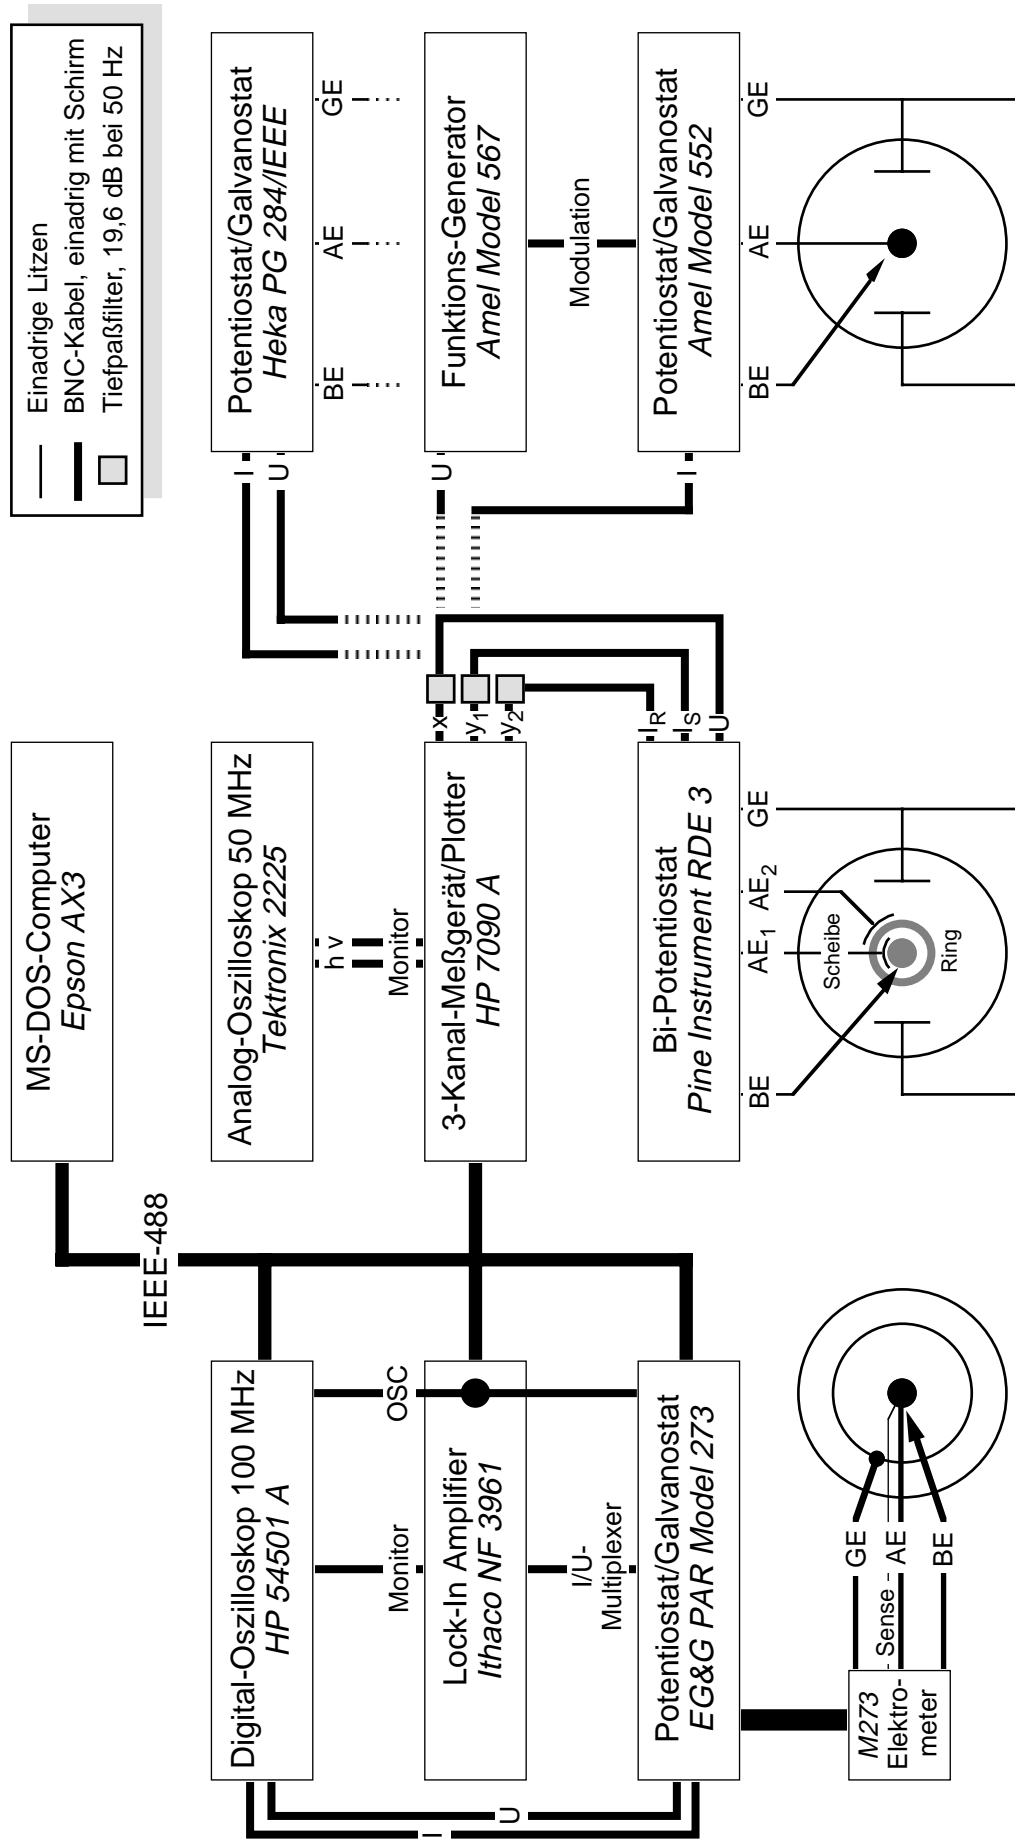 Einadrige Litzen
BNC-Kabel, einadrig mit Schirm
Tiefpaßfilter, 19,6 dB bei 50 Hz
MS-DOS-Computer
Epson AX3
IEEE-488
Digital-Oszilloskop 100 MHz
HP 54501 A
Analog-Oszilloskop 50 MHz
Tektronix 2225
Potentiostat/Galvanostat
Heka PG 284/IEEE
I
U
BE
AE
GE
Monitor
OSC
h v
Monitor
Lock-In Amplifier
Ithaco NF 3961
3-Kanal-Meßgerät/Plotter
HP 7090 A
x
y1
y2
U
Funktions-Generator
Amel Model 567
I
U
I/U-
Multiplexer
Modulation
Potentiostat/Galvanostat
EG&G PAR Model 273
Bi-Potentiostat
Pine Instrument RDE 3
IR
IS
U
I
Potentiostat/Galvanostat
Amel Model 552
M273
Elektro-
meter
GE
Sense
AE
BE
BE
AE1
AE2
GE
Scheibe
Ring
BE
AE
GE